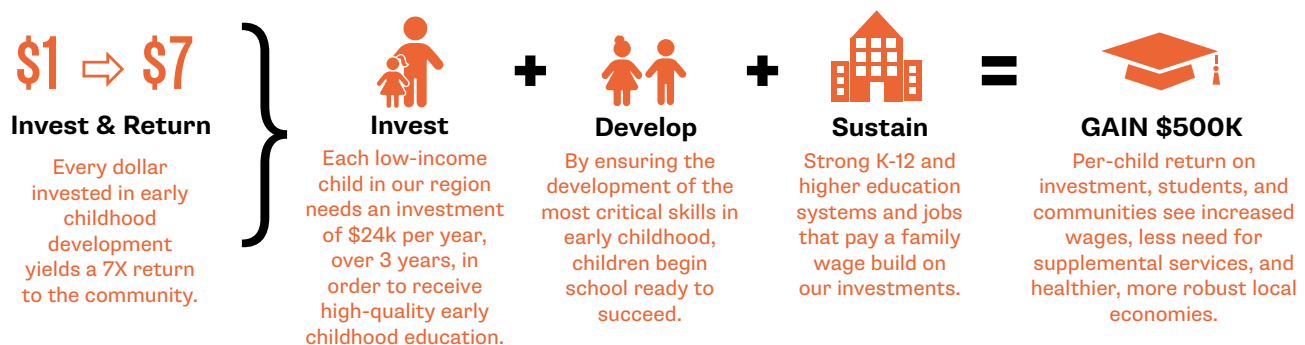 $1 ⇨ $7
Invest & Return
Every dollar
invested in early
childhood
development
yields a 7X return
to the community.
Invest
Each low-income
child in our region
needs an investment
of $24k per year,
over 3 years, in
order to receive
high-quality early
childhood education.
+
Develop
By ensuring the
development of the
most critical skills in
early childhood,
children begin
school ready to
succeed.
+
Sustain
Strong K-12 and
higher education
systems and jobs
that pay a family
wage build on
our investments.
=
GAIN $500K
Per-child return on
investment, students, and
communities see increased
wages, less need for
supplemental services, and
healthier, more robust local
economies.